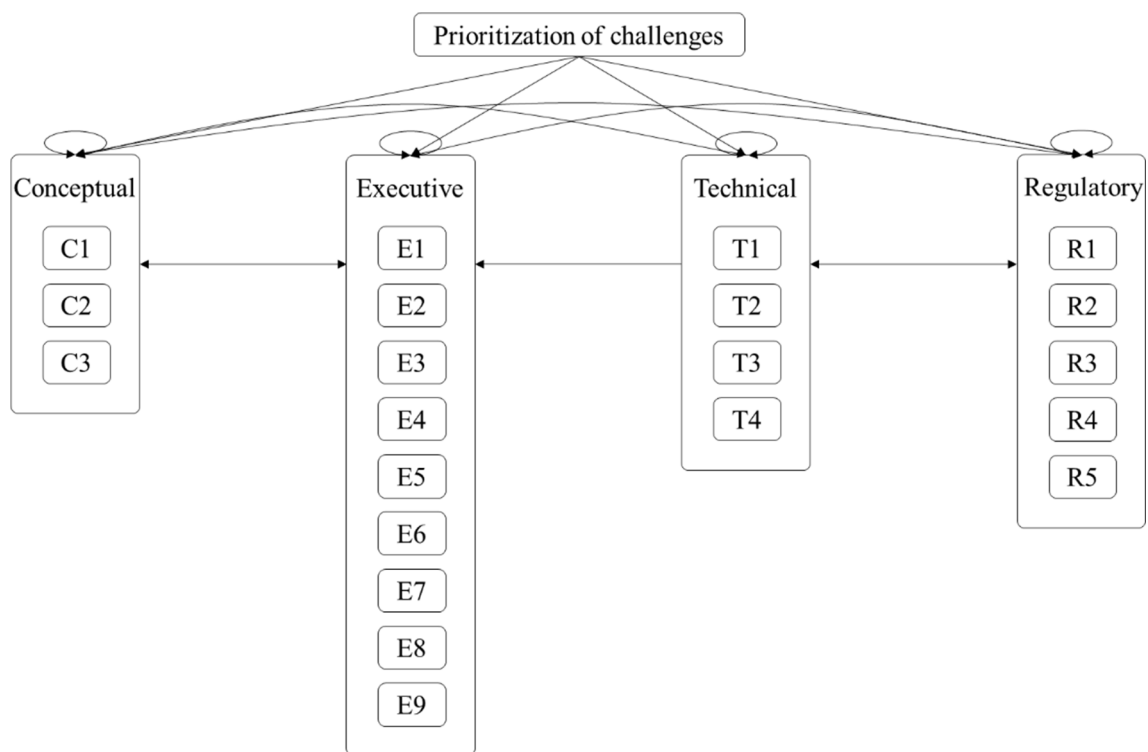 Prioritization of challenges
Conceptual
C1
C2
C3
Executive
E1
E2
E3
E4
E5
E6
E7
E8
E9
Technical
T1
T2
T3
T4
Regulatory
R1
R2
R3
R4
R5